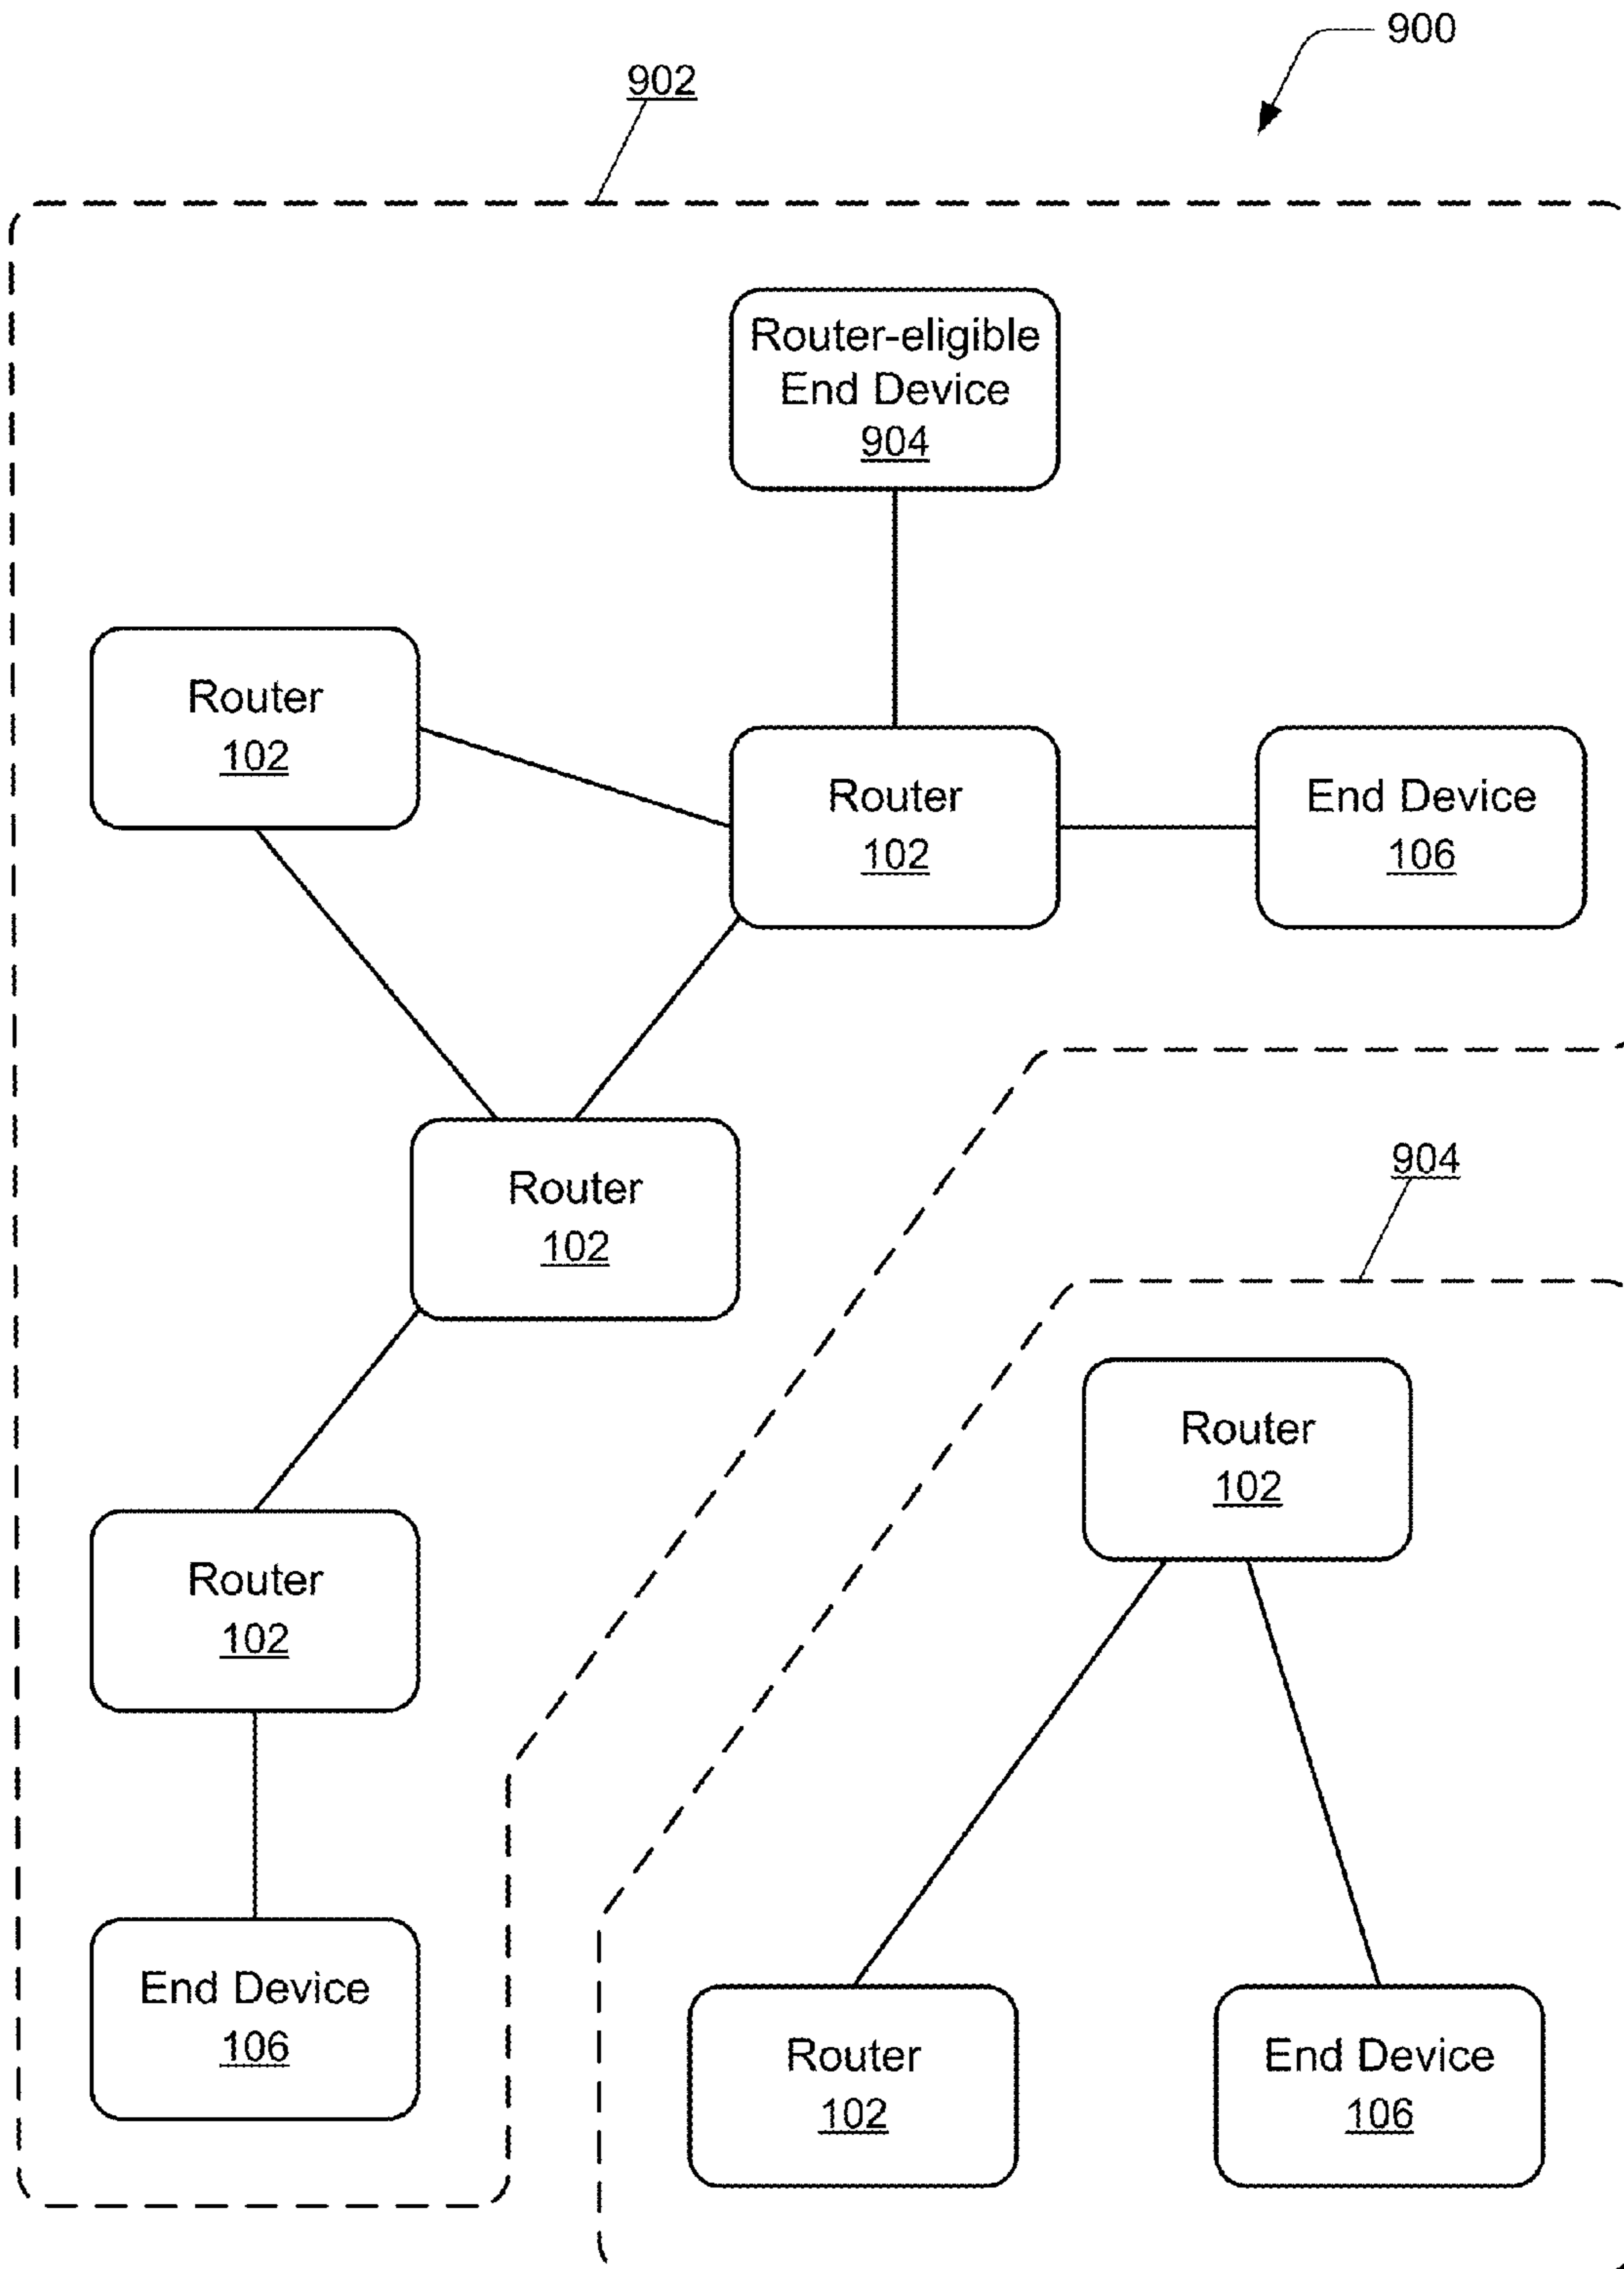 900
902
Router-eligible
End Device
904
Router
102
Router
102
End Device
106
Router
102
904
Router
102
Router
102
End Device
106
Router
102
End Device
106